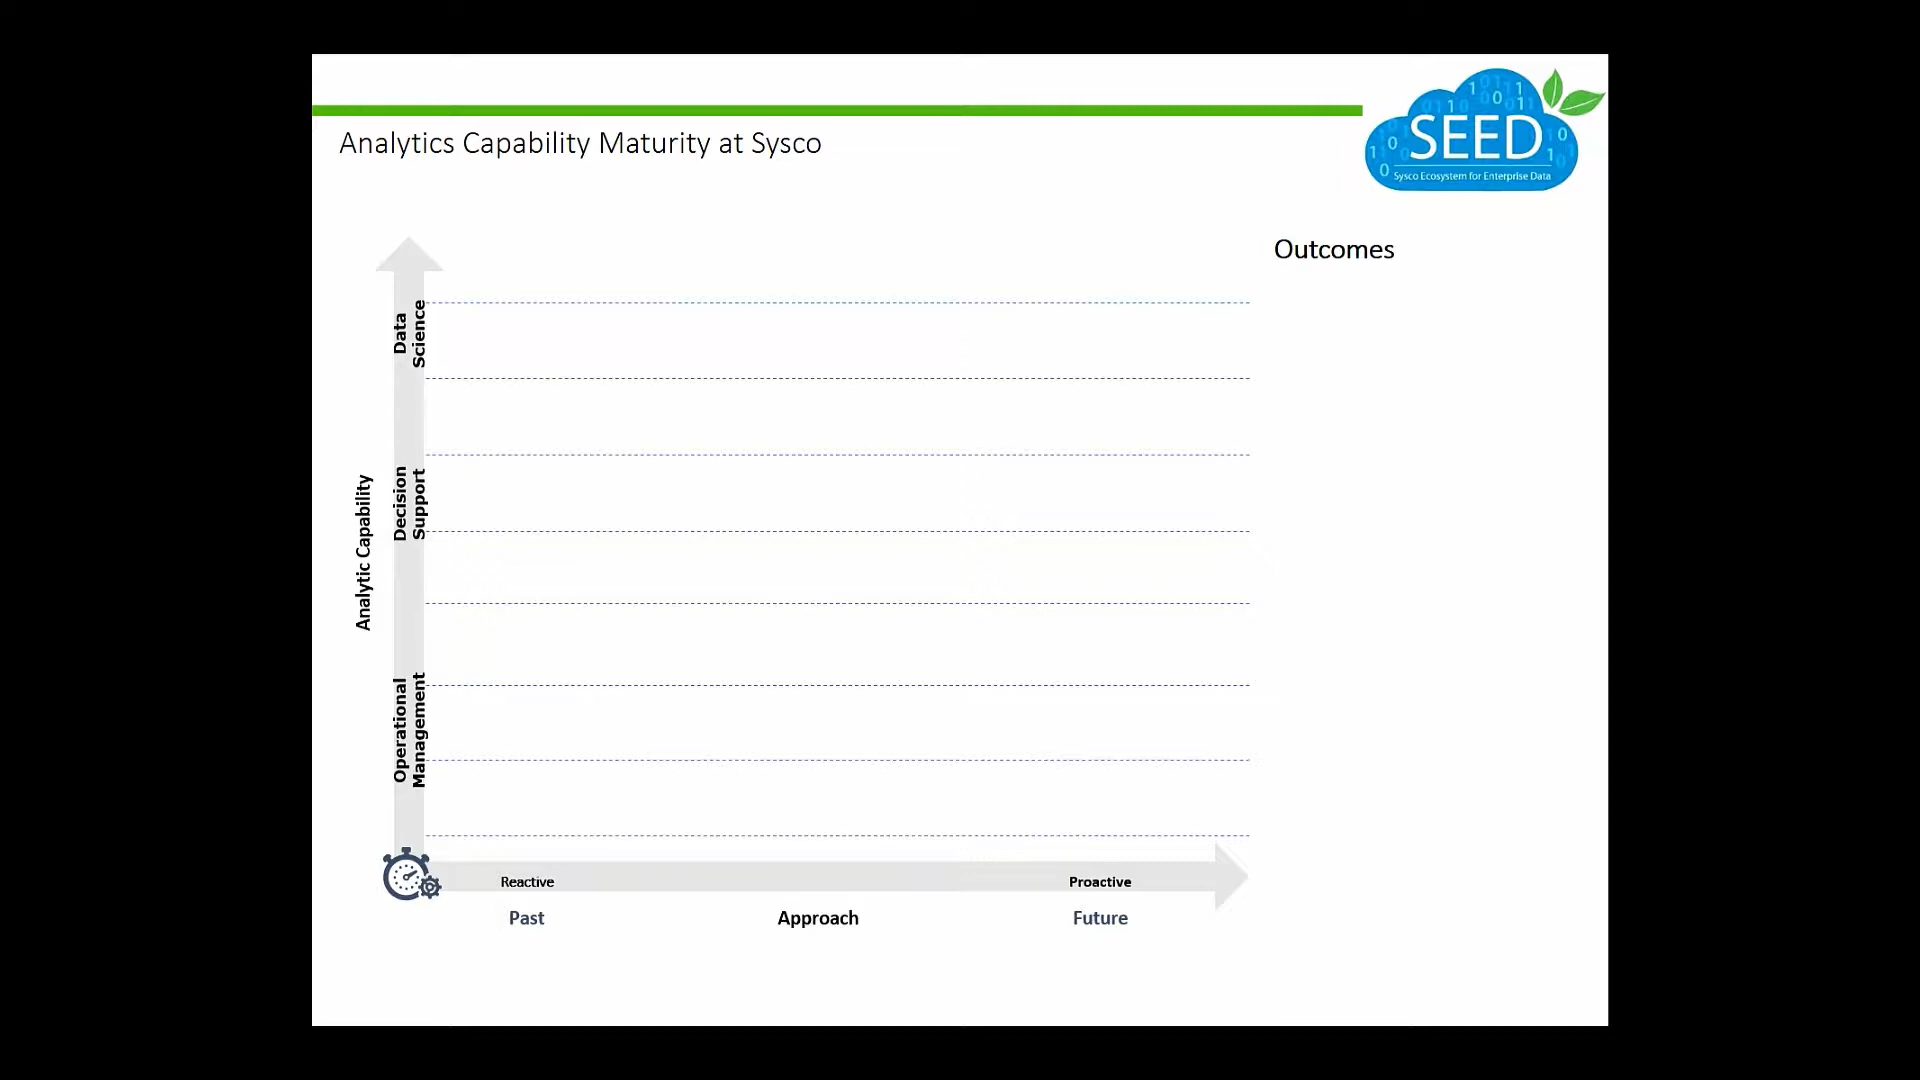 Analytics Capability Maturity at Sysco
SEED
Sysco Ecosystem for Enterprise Data
Outcomes
Analytic Capability
Data
Science
Decision
Support
Operational
Management
Reactive
Proactive
Past
Approach
Future